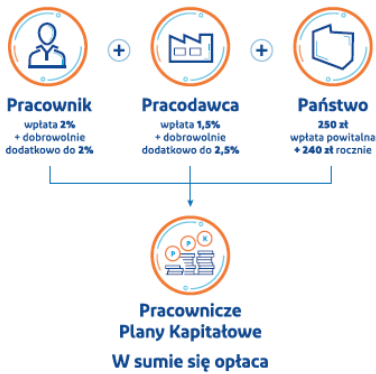 Pracownik
wpłata 2%
+ dobrowolnie
dodatkowo do 2%
Pracodawca
wpłata 1,5%
+ dobrowolnie
dodatkowo do 2,5%
Państwo
250 zł
wpłata powitalna
+ 240 zł rocznie
P P K
Pracownicze
Plany Kapitałowe
W sumie się opłaca